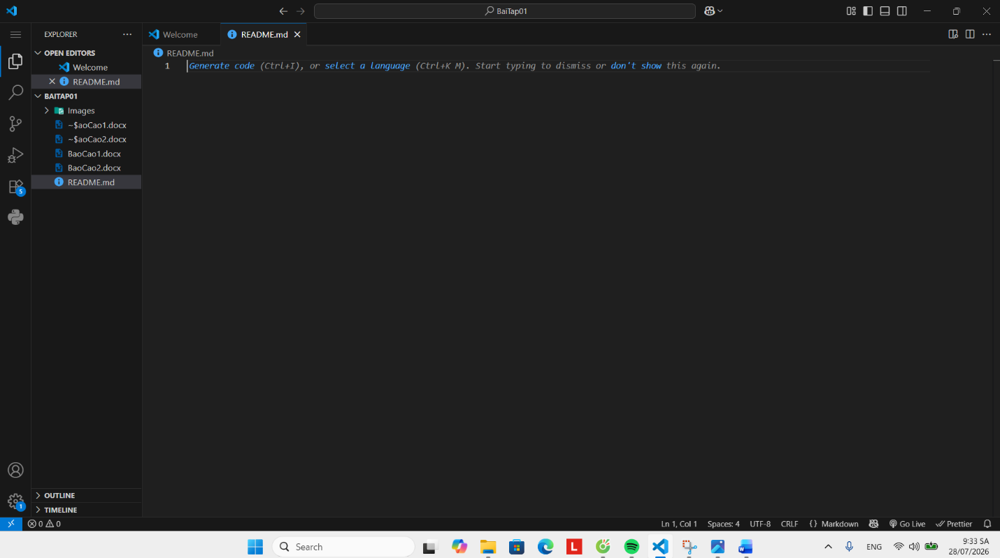 BaiTap01
EXPLORER
Welcome
README.md
OPEN EDITORS
Welcome
README.md
BAITAP01
Images
~$aoCao1.docx
~$aoCao2.docx
BaoCao1.docx
BaoCao2.docx
README.md
README.md
1 Generate code (Ctrl+I), or select a language (Ctrl+K M). Start typing to dismiss or don't show this again.
5
OUTLINE
1
TIMELINE
0 0
Ln 1, Col 1 Spaces: 4 UTF-8 CRLF {} Markdown Go Live Prettier
Search
L
W
ENG
9:33 SA
28/07/2026